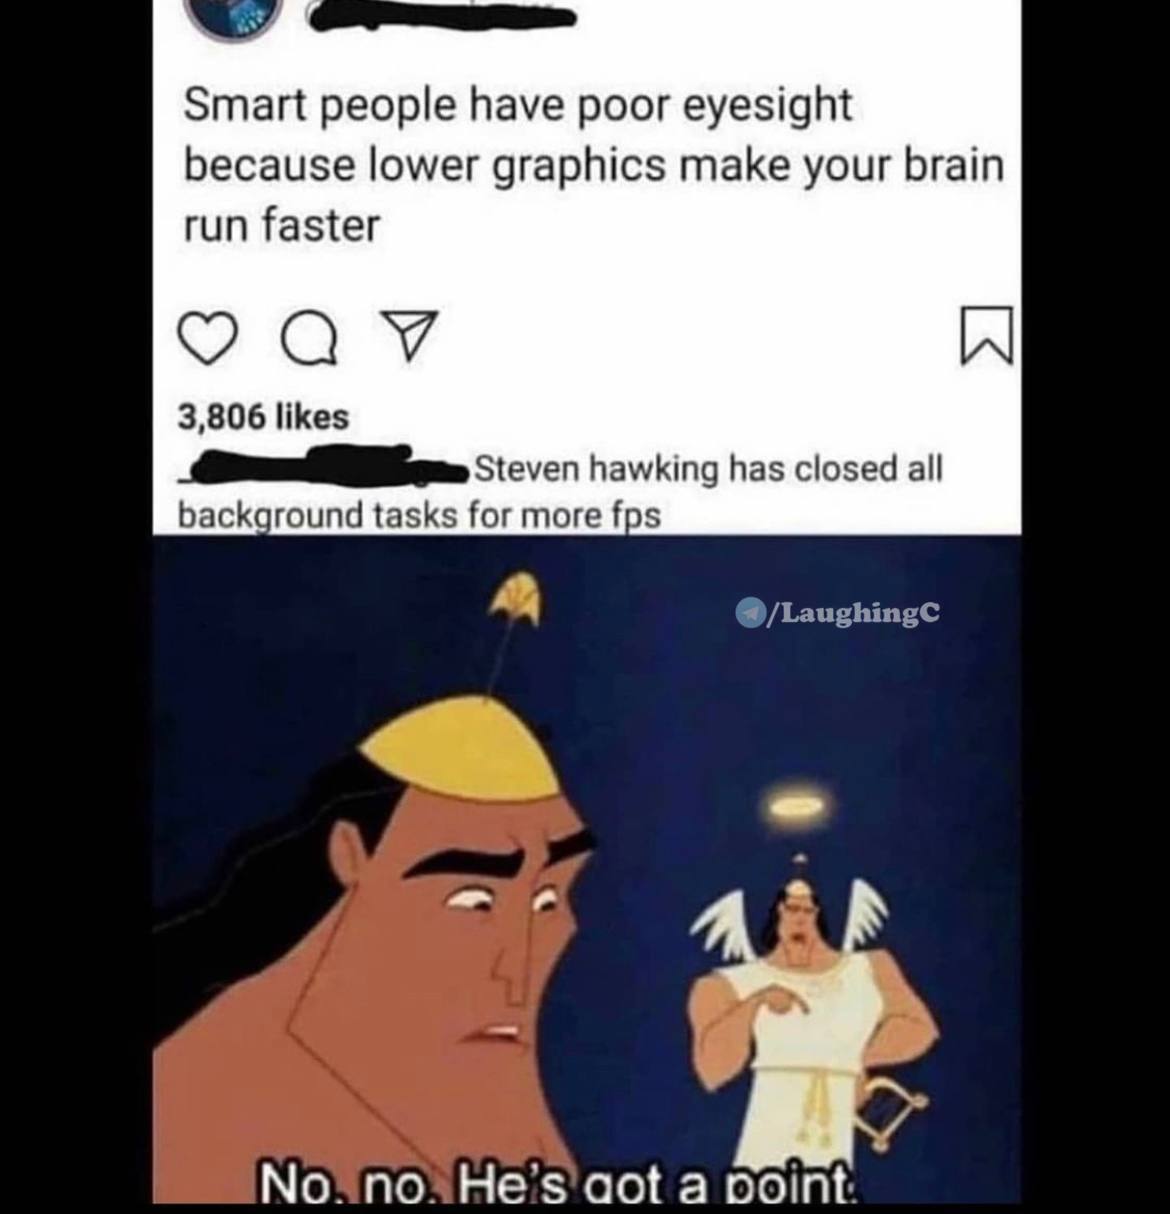 Smart people have poor eyesight
because lower graphics make your brain
run faster
3,806 likes
Steven hawking has closed all
background tasks for more fps
/LaughingC
No, no. He's got a point.